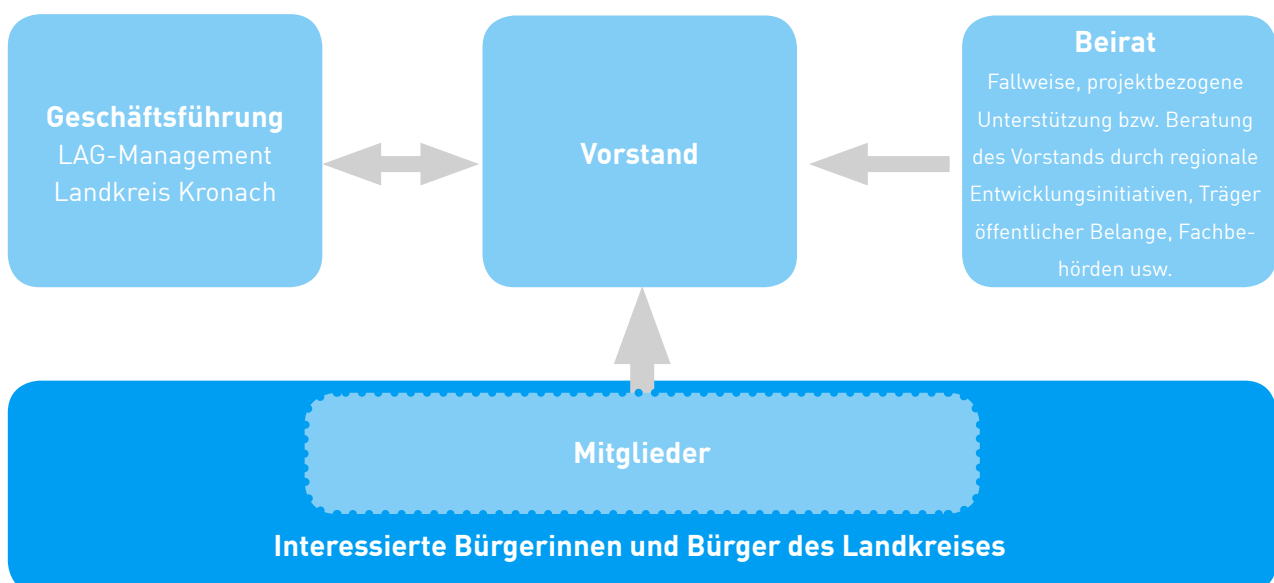 Geschäftsführung
LAG-Management
Landkreis Kronach
Vorstand
Beirat
Fallweise, projektbezogene
Unterstützung bzw. Beratung
des Vorstands durch regionale
Entwicklungsinitiativen, Träger
öffentlicher Belange, Fachbe-
hörden usw.
Mitglieder
Interessierte Bürgerinnen und Bürger des Landkreises